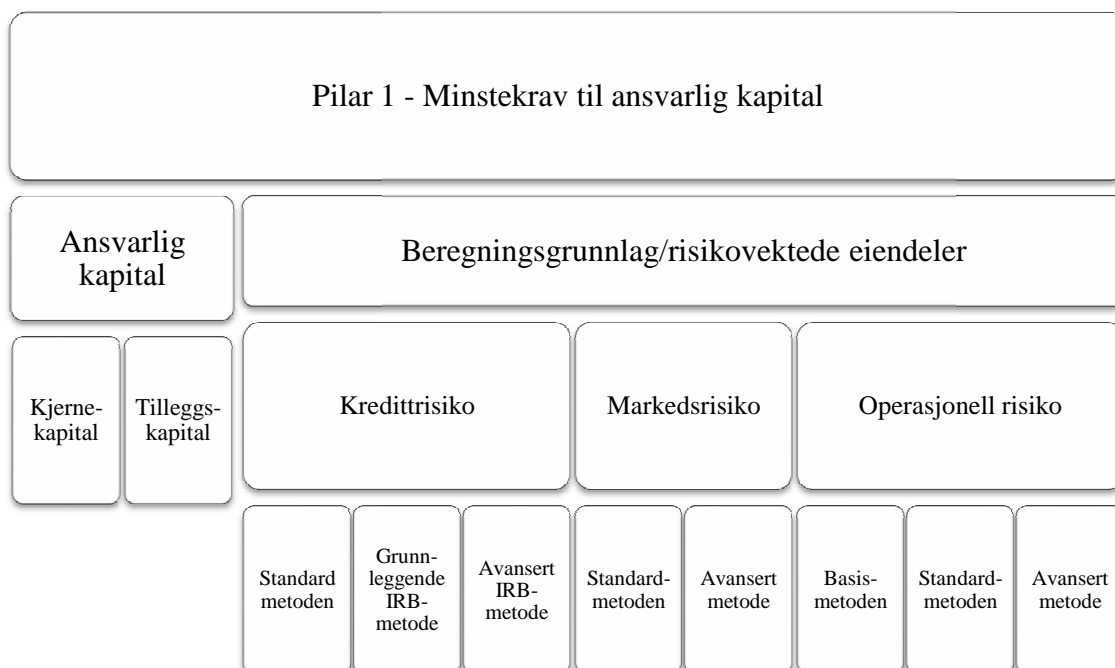 Pilar 1 - Minstekrav til ansvarlig kapital
Ansvarlig
kapital
Beregningsgrunnlag/risikovektede eiendeler
Kjerne-
kapital
Tilleggs-
kapital
Kredittrisiko
Markedsrisiko
Operasjonell risiko
Standard
metoden
Grunn-
leggende
IRB-
metode
Avansert
IRB-
metode
Standard-
metoden
Avansert
metode
Basis-
metoden
Standard-
metoden
Avansert
metode